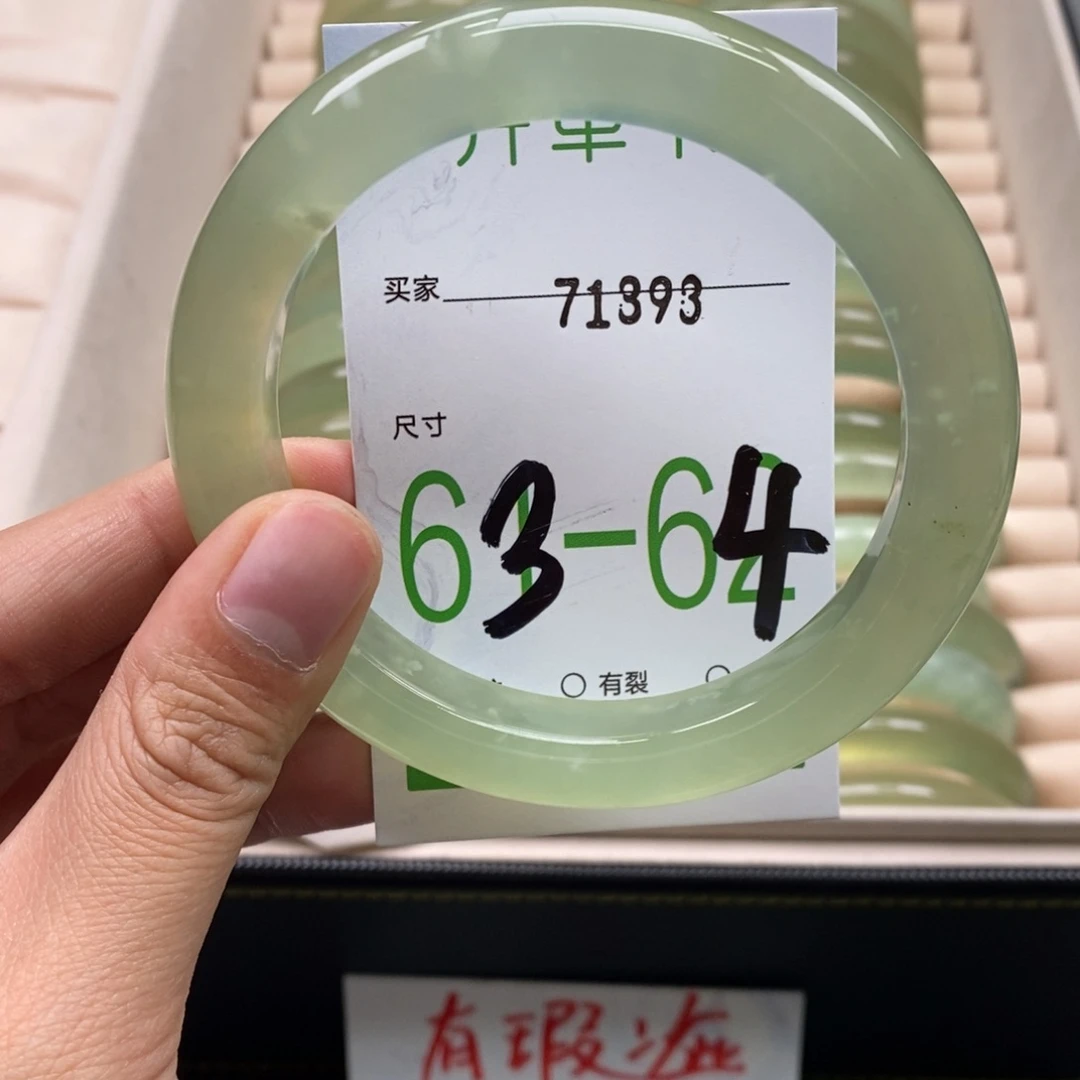 买家 71393
尺寸
63-64
○ 有裂 ○
有瑕疵